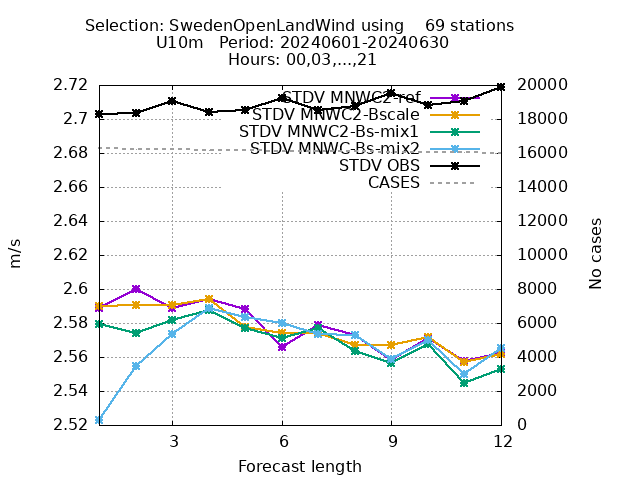 Selection: SwedenOpenLandWind using    69 stations
U10m   Period: 20240601-20240630
Hours: 00,03,...,21
2.72
2.7
2.68
2.66
2.64
2.62
2.6
2.58
2.56
2.54
2.52
m/s
STDV MNWC2-ref
STDV MNWC2-Bscale
STDV MNWC2-Bs-mix1
STDV MNWC-Bs-mix2
STDV OBS
CASES
20000
18000
16000
14000
12000
10000
8000
6000
4000
2000
0
No cases
3 6 9 12
Forecast length